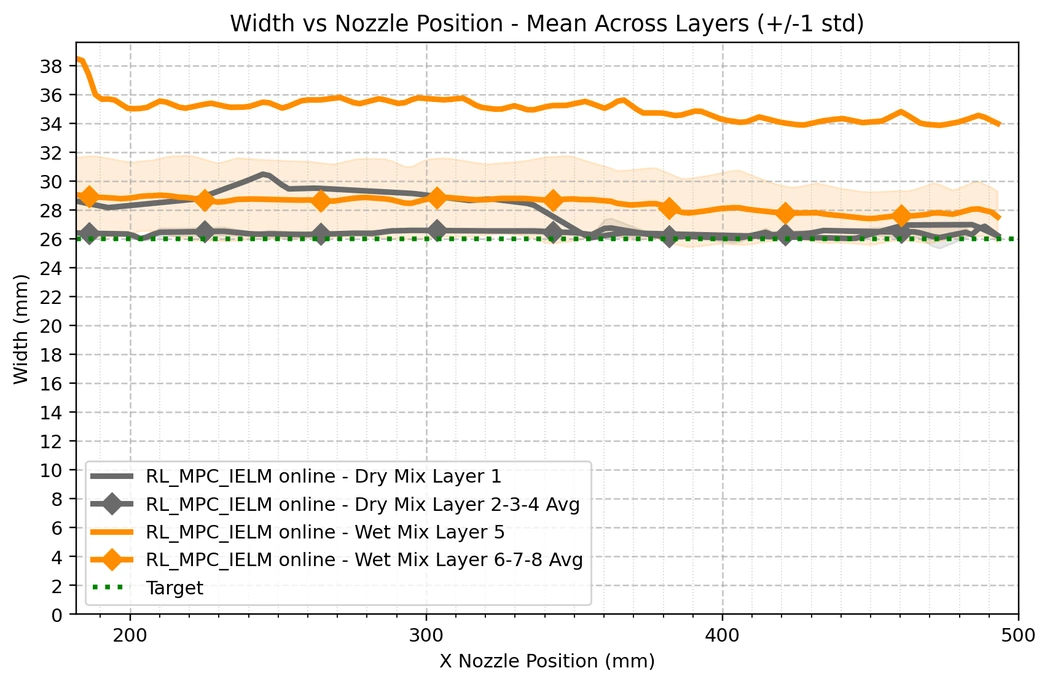 Width vs Nozzle Position - Mean Across Layers (+/-1 std)
Width (mm)
38
36
34
32
30
28
26
24
22
20
18
16
14
12
10
8
6
4
2
0
RL_MPC_IELM online - Dry Mix Layer 1
RL_MPC_IELM online - Dry Mix Layer 2-3-4 Avg
RL_MPC_IELM online - Wet Mix Layer 5
RL_MPC_IELM online - Wet Mix Layer 6-7-8 Avg
Target
200 300 400 500
X Nozzle Position (mm)